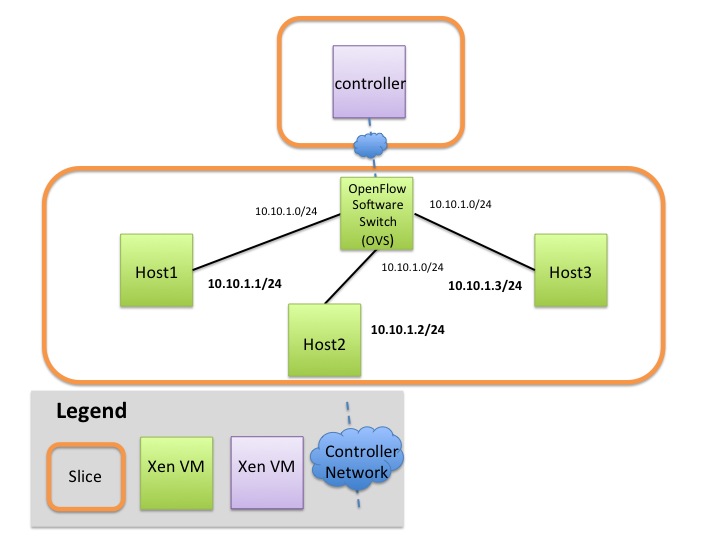 controller
OpenFlow
Software
Switch
(OVS)
10.10.1.0/24
10.10.1.0/24
Host1
10.10.1.1/24
10.10.1.0/24
10.10.1.3/24
Host3
Host2
10.10.1.2/24
Legend
Slice
Xen VM
Xen VM
Controller
Network